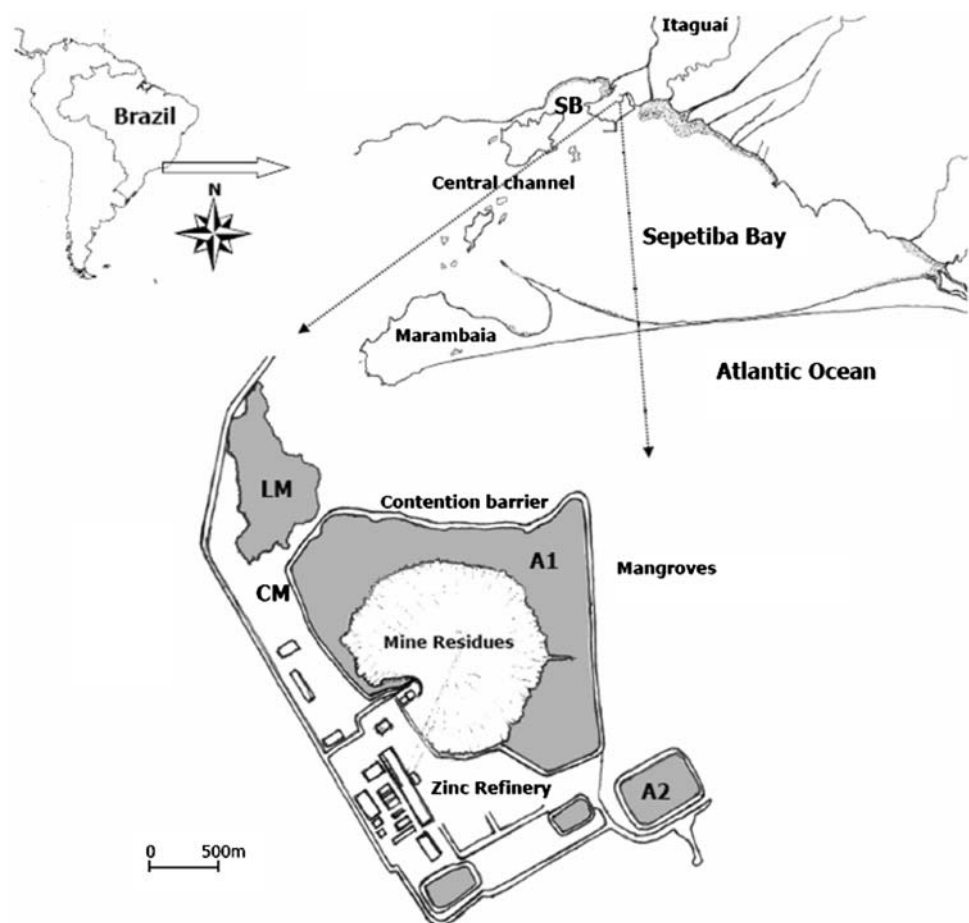 Itaguaí
Brazil
SB
N
Central channel
Sepetiba Bay
Marambaia
Atlantic Ocean
LM
Contention barrier
A1
Mangroves
CM
Mine Residues
Zinc Refinery
A2
0 500m